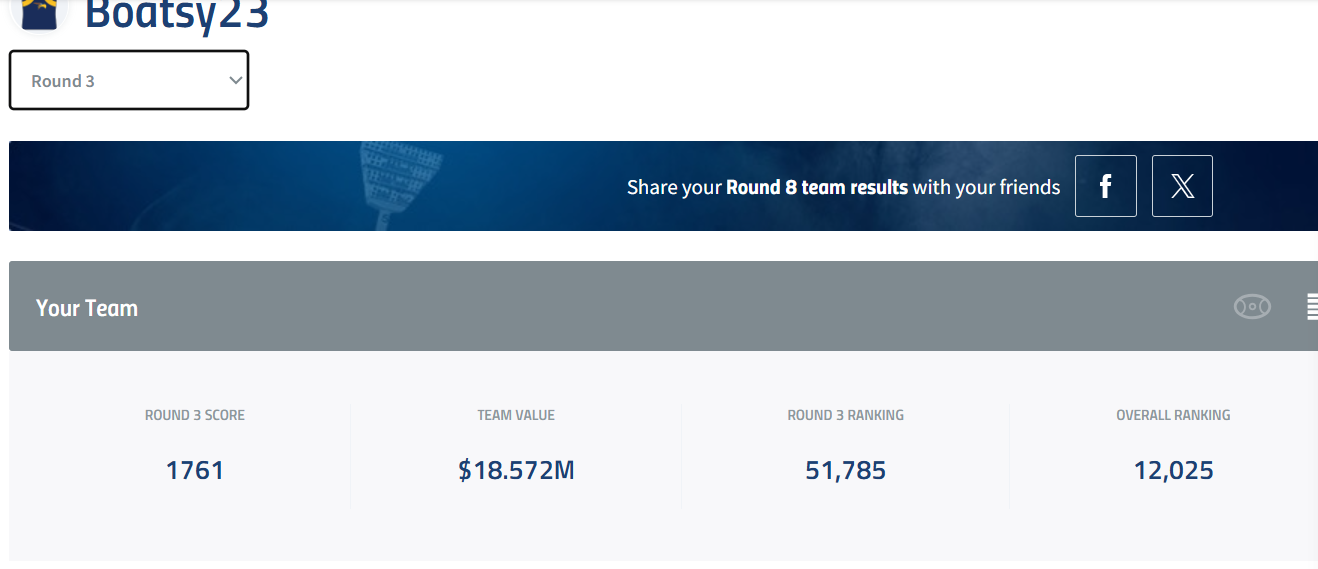 Boatsy23
Round 3
Share your Round 8 team results with your friends
Your Team
ROUND 3 SCORE TEAM VALUE ROUND 3 RANKING OVERALL RANKING
1761 $18.572M 51,785 12,025